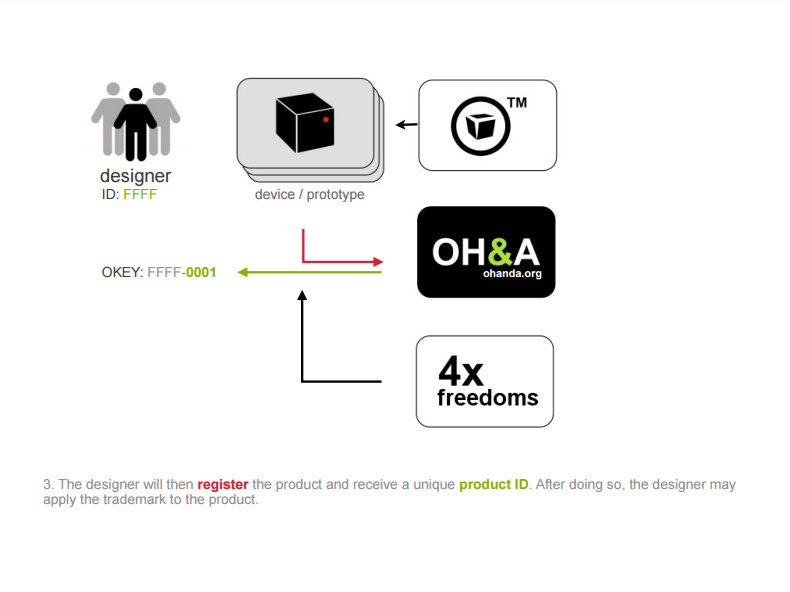 TM
designer
ID: FFFF
device / prototype
OH&A
ohanda.org
OKEY: FFFF-0001
4x
freedoms
3. The designer will then register the product and receive a unique product ID. After doing so, the designer may
apply the trademark to the product.